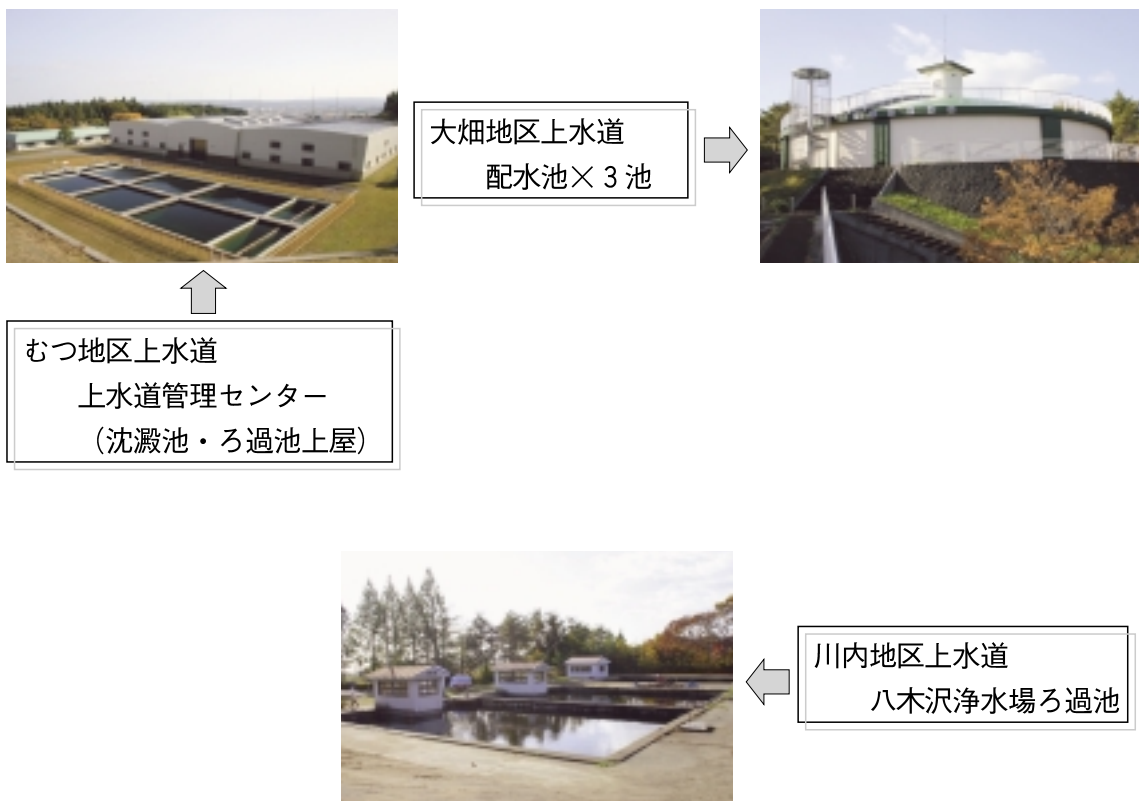 大畑地区上水道
配水池×3池
むつ地区上水道
上水道管理センター
（沈澱池・ろ過池上屋）
川内地区上水道
八木沢浄水場ろ過池